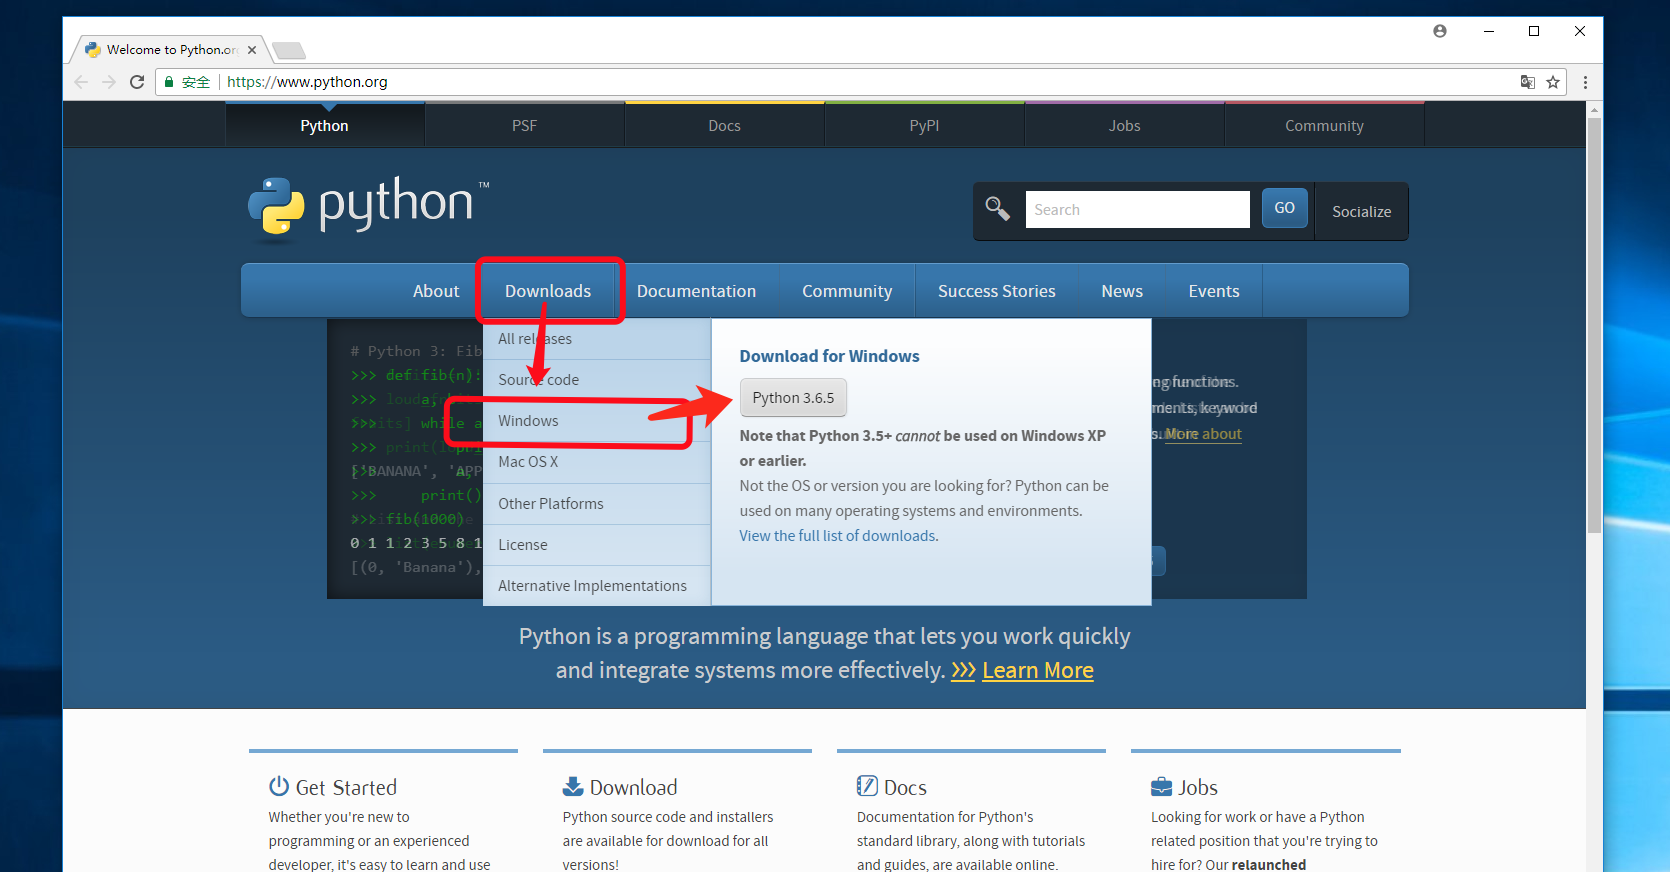 Welcome to Python.org
安全 https://www.python.org
Python PSF Docs PyPI Jobs Community
python™
Search GO Socialize
About Downloads Documentation Community Success Stories News Events
All releases
Source code
Windows
Mac OS X
Other Platforms
License
Alternative Implementations
Download for Windows
Python 3.6.5
Note that Python 3.5+ cannot be used on Windows XP
or earlier.
Not the OS or version you are looking for? Python can be
used on many operating systems and environments.
View the full list of downloads.
# Python 3: Fib
>>> def fib(n):
>>> a,
>>> while a
>>>
['BANANA', 'APP
>>> print()
>>> fib(1000)
0 1 1 2 3 5 8 1
[(0, 'Banana'),
functions.
More about
Python is a programming language that lets you work quickly
and integrate systems more effectively. >>> Learn More
Get Started
Whether you're new to
programming or an experienced
developer, it's easy to learn and use
Download
Python source code and installers
are available for download for all
versions!
Docs
Documentation for Python's
standard library, along with tutorials
and guides, are available online.
Jobs
Looking for work or have a Python
related position that you're trying to
hire for? Our relaunched